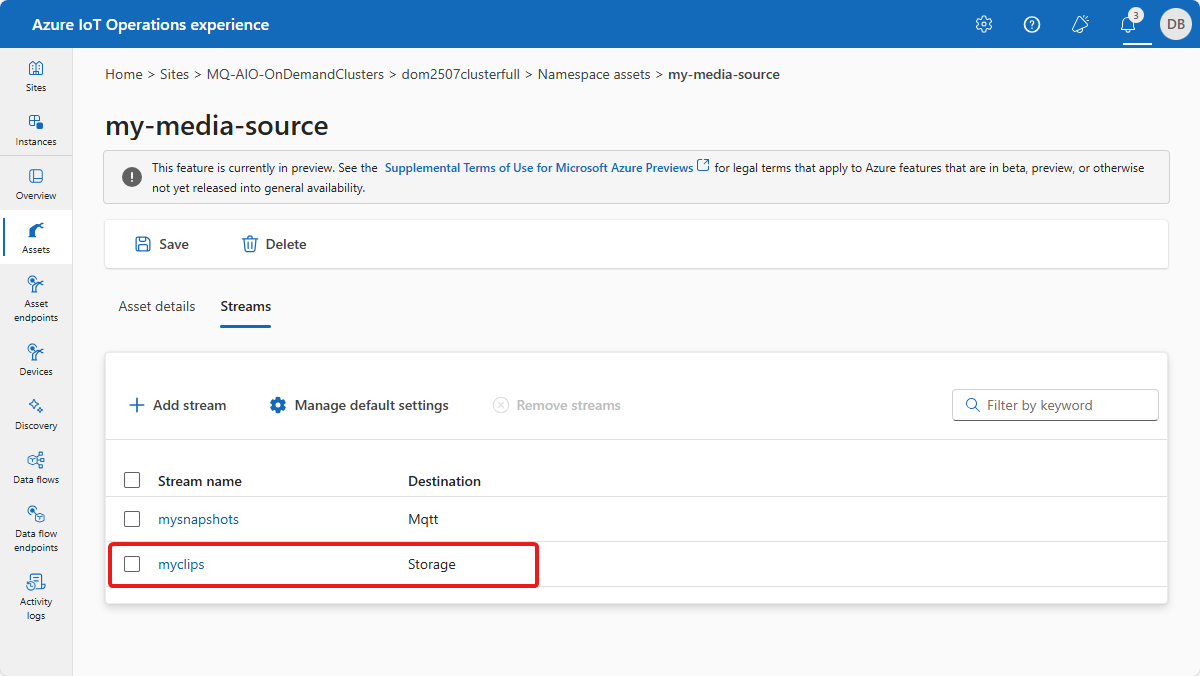 Azure IoT Operations experience
3
DB
Sites
Instances
Overview
Assets
Asset
endpoints
Devices
Discovery
Data flows
Data flow
endpoints
Activity
logs
Home > Sites > MQ-AIO-OnDemandClusters > dom2507clusterfull > Namespace assets > my-media-source
my-media-source
This feature is currently in preview. See the Supplemental Terms of Use for Microsoft Azure Previews for legal terms that apply to Azure features that are in beta, preview, or otherwise
not yet released into general availability.
Save Delete
Asset details Streams
Add stream Manage default settings Remove streams Filter by keyword
Stream name Destination
mysnapshots Mqtt
myclips Storage